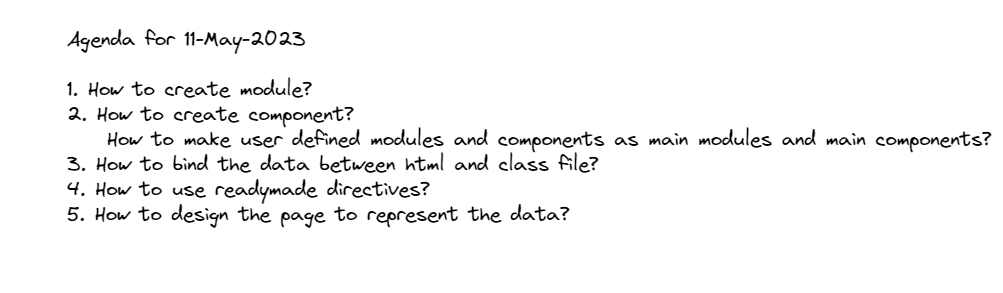 Agenda for 11-May-2023
1. How to create module?
2. How to create component?
How to make user defined modules and components as main modules and main components?
3. How to bind the data between html and class file?
4. How to use readymade directives?
5. How to design the page to represent the data?